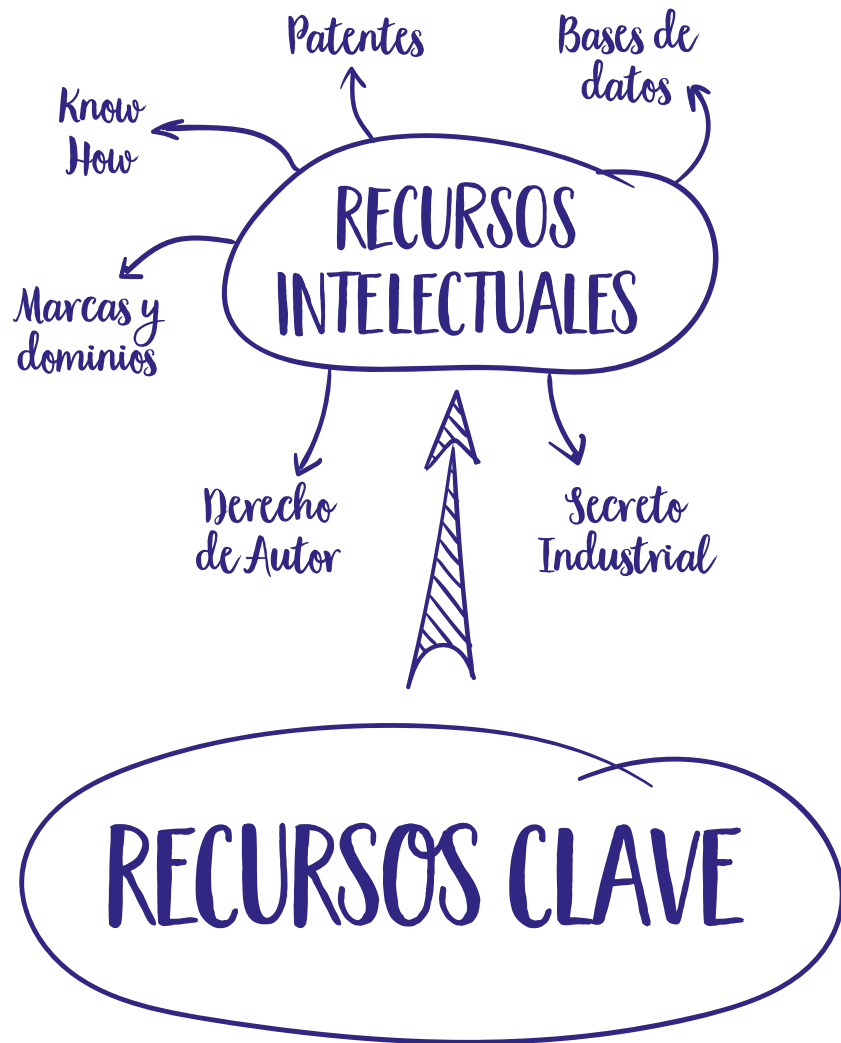 Patentes
Bases de
datos
Know
How
RECURSOS
INTELECTUALES
Marcas y
dominios
Derecho
de Autor
Secreto
Industrial
RECURSOS CLAVE